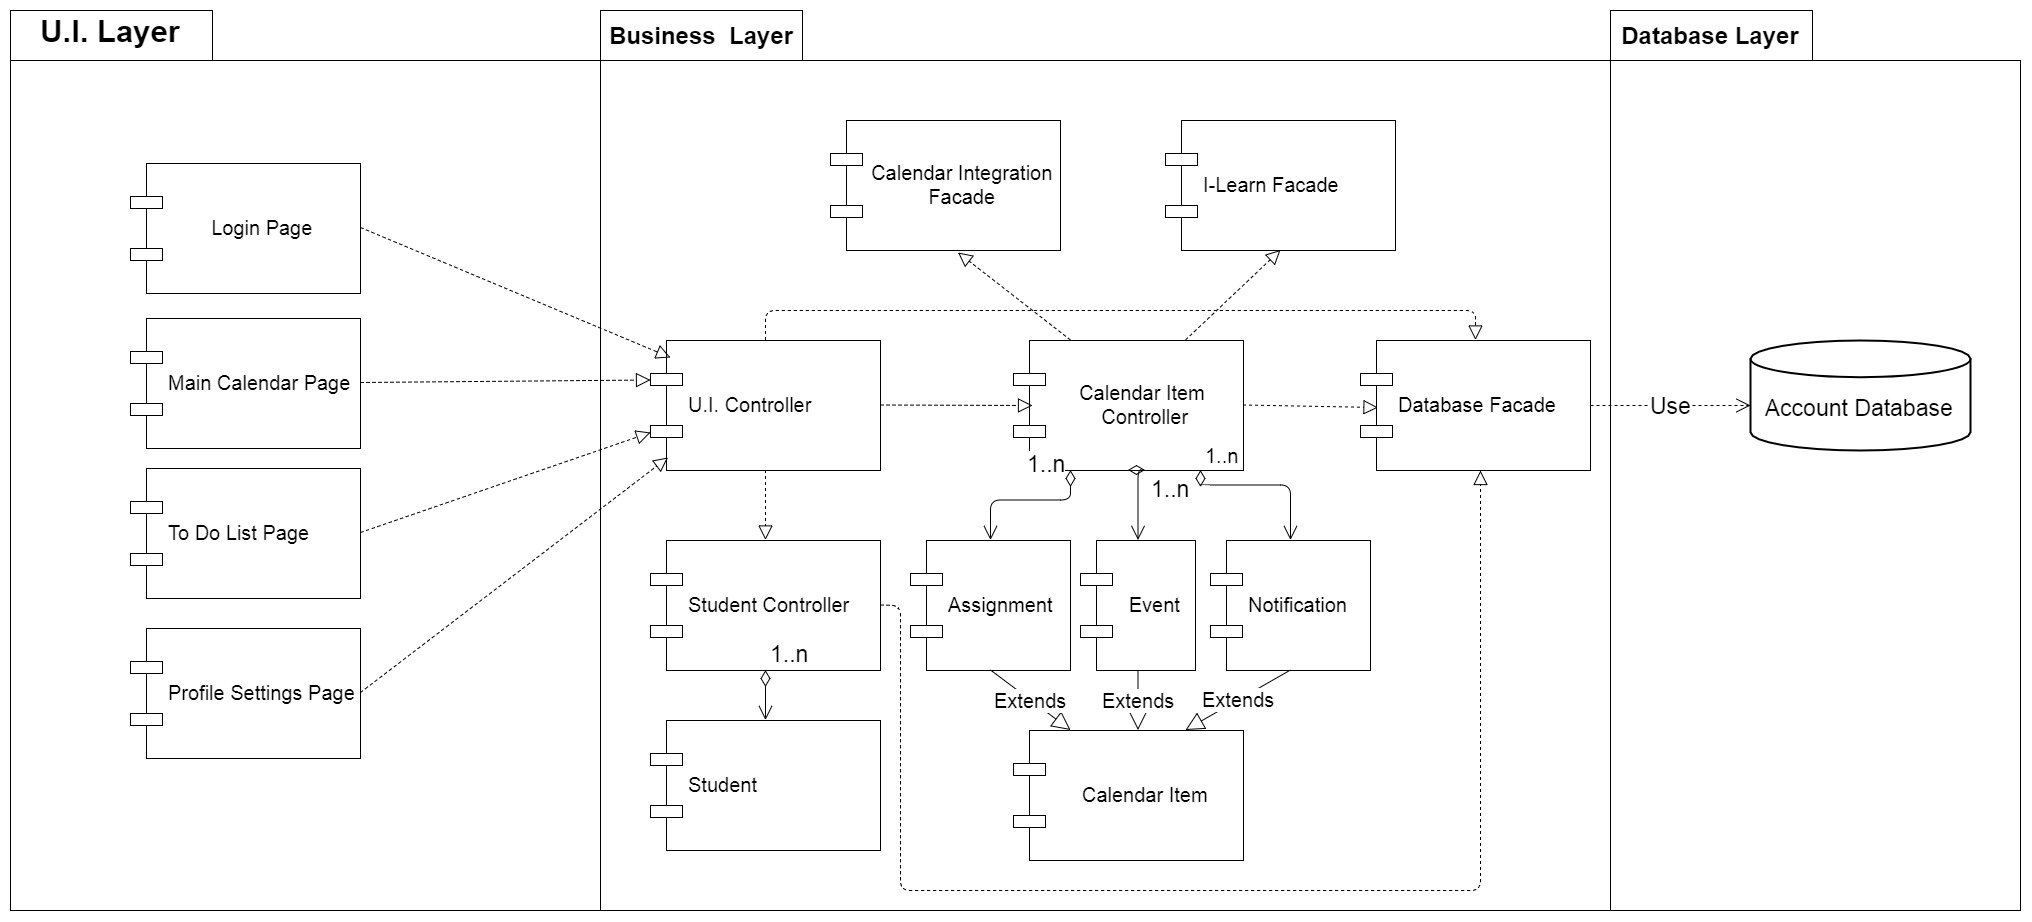 U.I. Layer
Business Layer
Database Layer
Login Page
Main Calendar Page
To Do List Page
Profile Settings Page
Calendar Integration
Facade
I-Learn Facade
U.I. Controller
Calendar Item
Controller
Database Facade
Use
Account Database
1..n
1..n
1..n
Student Controller
1..n
Assignment
Event
Notification
Extends
Extends
Extends
Student
Calendar Item